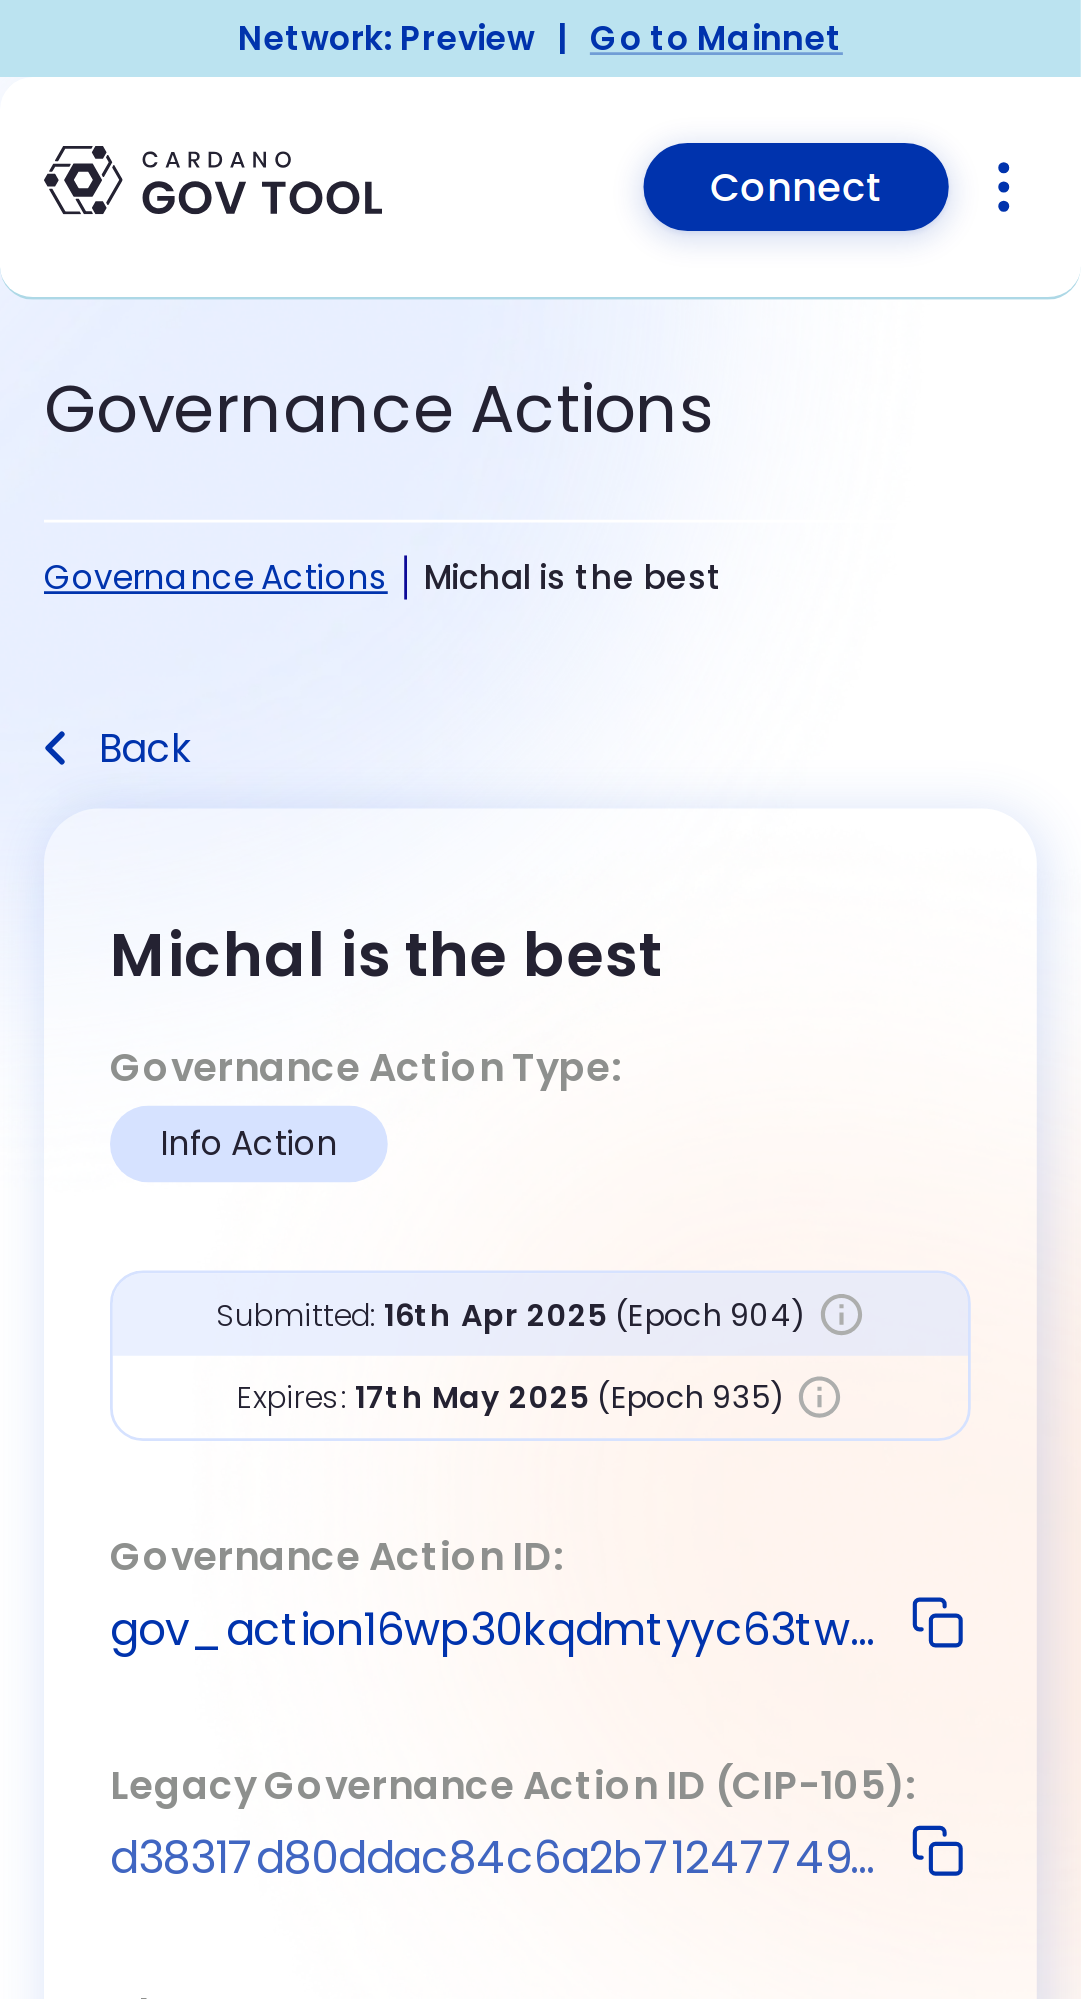 Network: Preview | Go to Mainnet
CARDANO
GOV TOOL
Connect
Governance Actions
Governance Actions | Michal is the best
Back
Michal is the best
Governance Action Type:
Info Action
Submitted: 16th Apr 2025 (Epoch 904)
Expires: 17th May 2025 (Epoch 935)
Governance Action ID:
gov_action16wp30kqdmtyyc63tw...
Legacy Governance Action ID (CIP-105):
d38317d80ddac84c6a2b71247749...